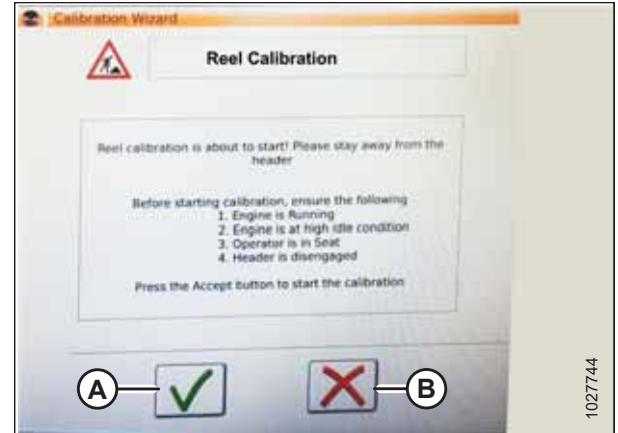 Calibration Wizard
Reel Calibration
Reel calibration is about to start! Please stay away from the
header
Before starting calibration, ensure the following
1. Engine is Running
2. Engine is at high idle condition
3. Operator is in Seat
4. Header is disengaged
Press the Accept button to start the calibration
A
B
1027744